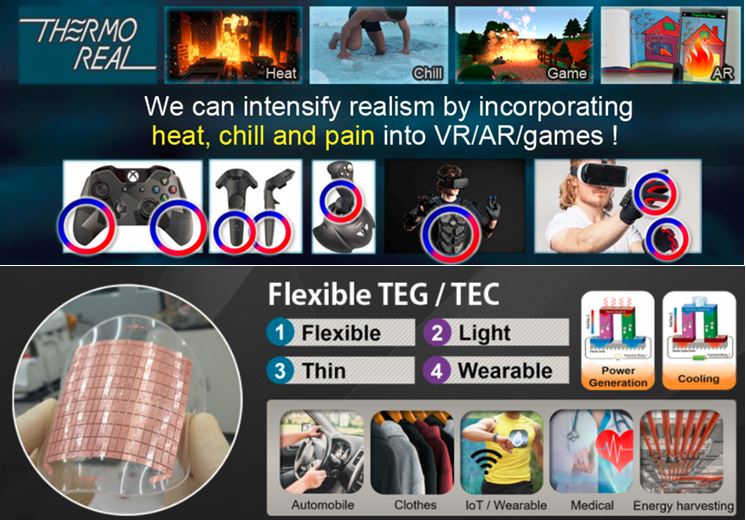 THERMO
REAL
Heat
Chill
Game
Thermo-Real
AR
We can intensify realism by incorporating
heat, chill and pain into VR/AR/games !
Flexible TEG / TEC
1 Flexible
2 Light
3 Thin
4 Wearable
Power
Generation
Cooling
Automobile
Clothes
IoT / Wearable
Medical
Energy harvesting